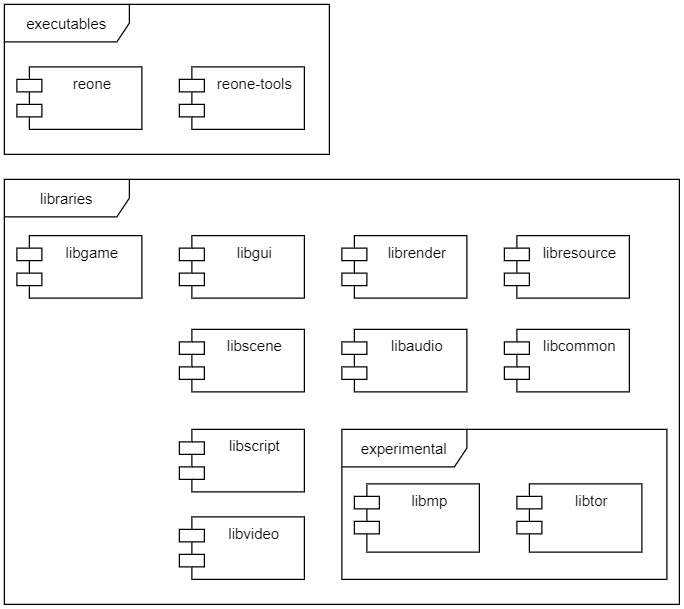 executables
reone
reone-tools
libraries
libgame
libgui
librender
libresource
libscene
libaudio
libcommon
libscript
libvideo
experimental
libmp
libtor